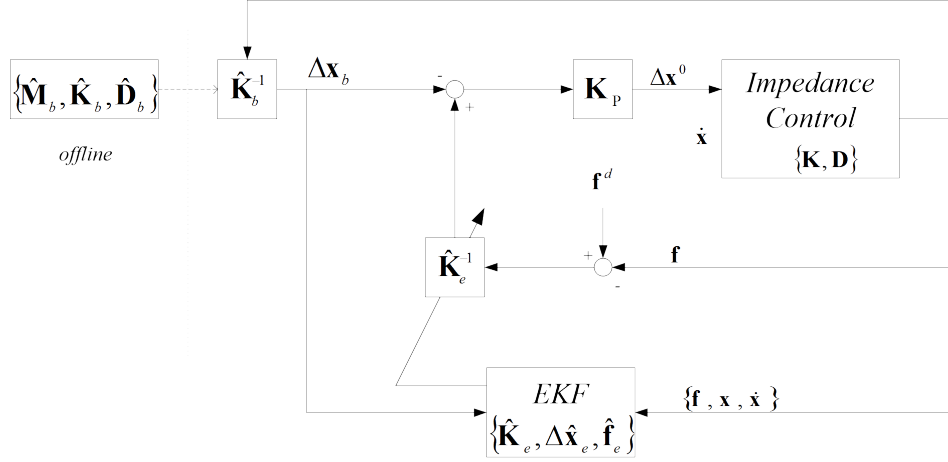 {M̂_b, K̂_b, D̂_b}
offline
K̂_b^{-1}
Δx_b
-
+
K_P
Δx^0
Impedance
Control
{K, D}
ẋ
f^d
K̂_e^{-1}
+
-
f
EKF
{K̂_e, Δx̂_e, f̂_e}
{f , x , ẋ }